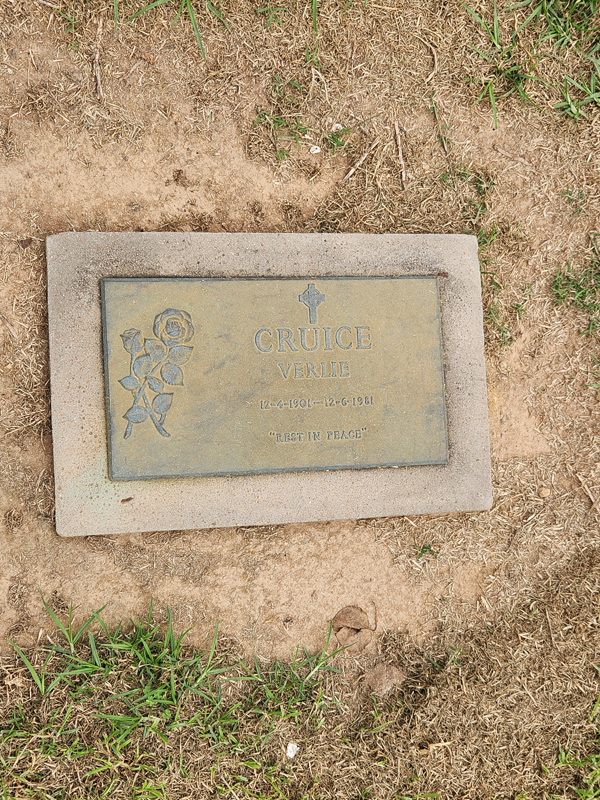 CRUICE
VERLIE
12-4-1901-12-6-1981
"REST IN PEACE"